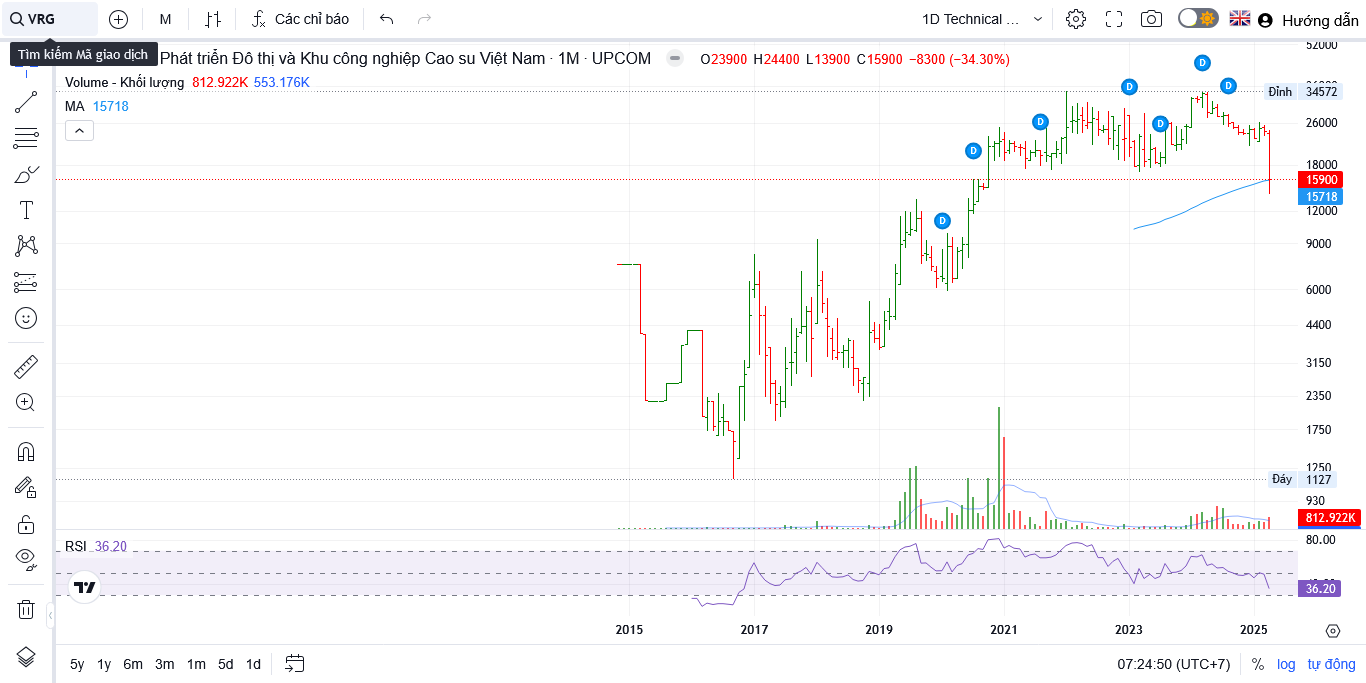 VRG
M
Các chỉ báo
1D Technical ...
Hướng dẫn
Tìm kiếm Mã giao dịch
Phát triển Đô thị và Khu công nghiệp Cao su Việt Nam · 1M · UPCOM
O23900 H24400 L13900 C15900 −8300 (−34.30%)
Volume - Khối lượng 812.922K 553.176K
MA 15718
52000
Đỉnh 34572
26000
18000
15900
15718
12000
9000
6000
4400
3150
2350
1750
1250
Đáy 1127
930
812.922K
D
D
D
D
D
D
D
RSI 36.20
80.00
36.20
2015 2017 2019 2021 2023 2025
5y 1y 6m 3m 1m 5d 1d
07:24:50 (UTC+7) % log tự động